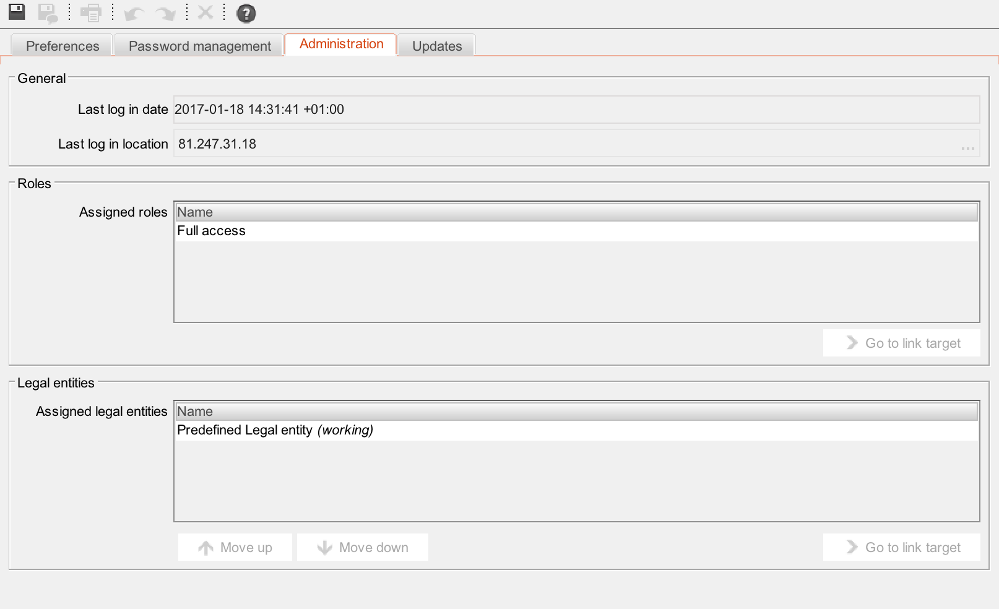 ?
Preferences Password management Administration Updates
General
Last log in date 2017-01-18 14:31:41 +01:00
Last log in location 81.247.31.18 ...
Roles
Assigned roles Name
Full access
Go to link target
Legal entities
Assigned legal entities Name
Predefined Legal entity (working)
Move up Move down Go to link target